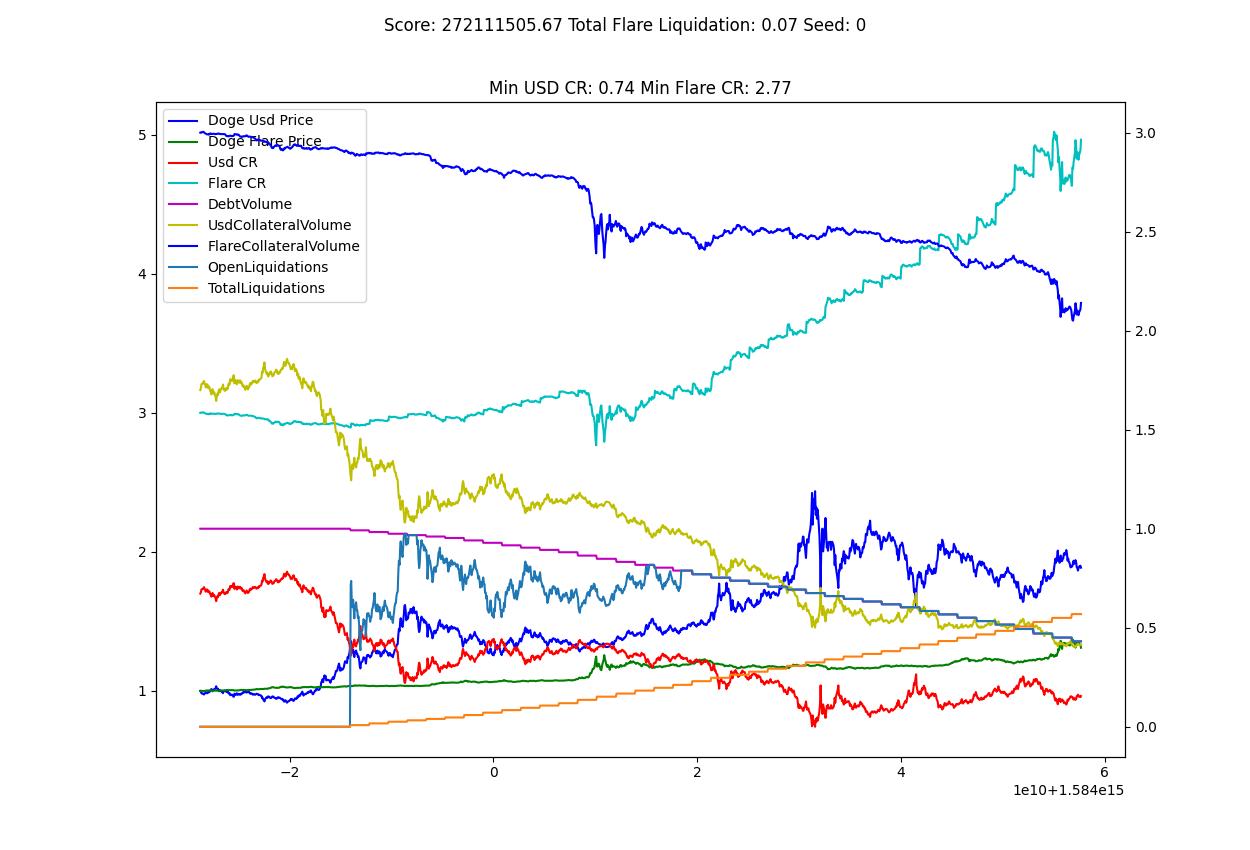 Score: 272111505.67 Total Flare Liquidation: 0.07 Seed: 0
Min USD CR: 0.74 Min Flare CR: 2.77
Doge Usd Price
Doge Flare Price
Usd CR
Flare CR
DebtVolume
UsdCollateralVolume
FlareCollateralVolume
OpenLiquidations
TotalLiquidations
5
4
3
2
1
3.0
2.5
2.0
1.5
1.0
0.5
0.0
−2
0
2
4
6
1e10+1.584e15